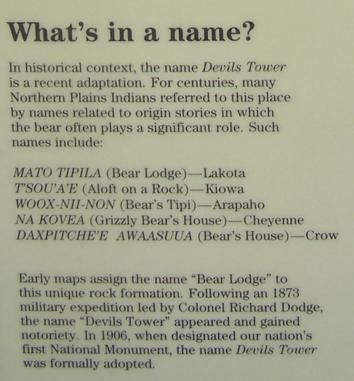 What's in a name?
In historical context, the name Devils Tower
is a recent adaptation. For centuries, many
Northern Plains Indians referred to this place
by names related to origin stories in which
the bear often plays a significant role. Such
names include:
MATO TIPILA (Bear Lodge)—Lakota
T'SOU'A'E (Aloft on a Rock)—Kiowa
WOOX-NII-NON (Bear's Tipi)—Arapaho
NA KOVEA (Grizzly Bear's House)—Cheyenne
DAXPITCHE'E AWAASUUA (Bear's House)—Crow
Early maps assign the name "Bear Lodge" to
this unique rock formation. Following an 1873
military expedition led by Colonel Richard Dodge,
the name "Devils Tower" appeared and gained
notoriety. In 1906, when designated our nation's
first National Monument, the name Devils Tower
was formally adopted.